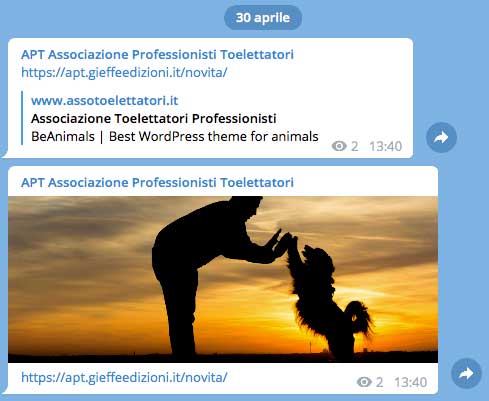 30 aprile
APT Associazione Professionisti Toelettatori
https://apt.gieffeedizioni.it/novita/
www.assotoelettatori.it
Associazione Toelettatori Professionisti
BeAnimals | Best WordPress theme for animals
2 13:40
APT Associazione Professionisti Toelettatori
https://apt.gieffeedizioni.it/novita/
2 13:40